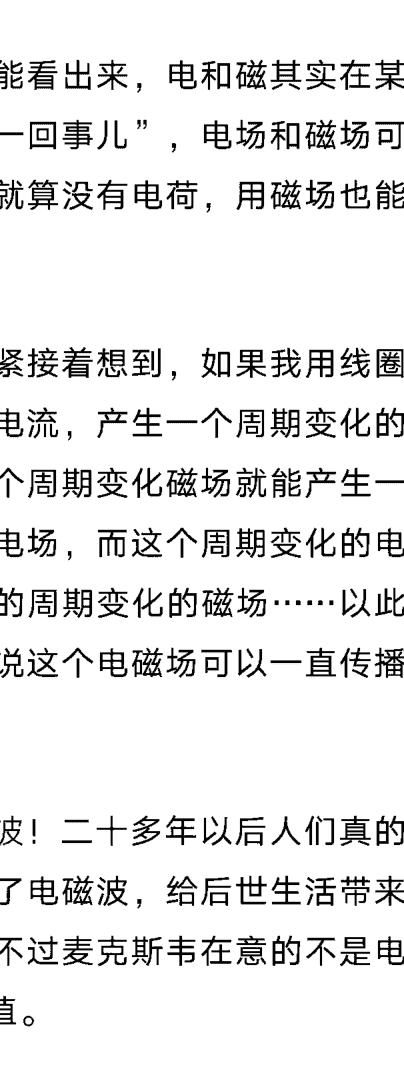 能看出来，电和磁其实在某
一回事儿”，电场和磁场可
就算没有电荷，用磁场也能
紧接着想到，如果我用线圈
电流，产生一个周期变化的
个周期变化磁场就能产生一
电场，而这个周期变化的电
的周期变化的磁场……以此
说这个电磁场可以一直传播
波！二十多年以后人们真的
了电磁波，给后世生活带来
不过麦克斯韦在意的不是电
值。